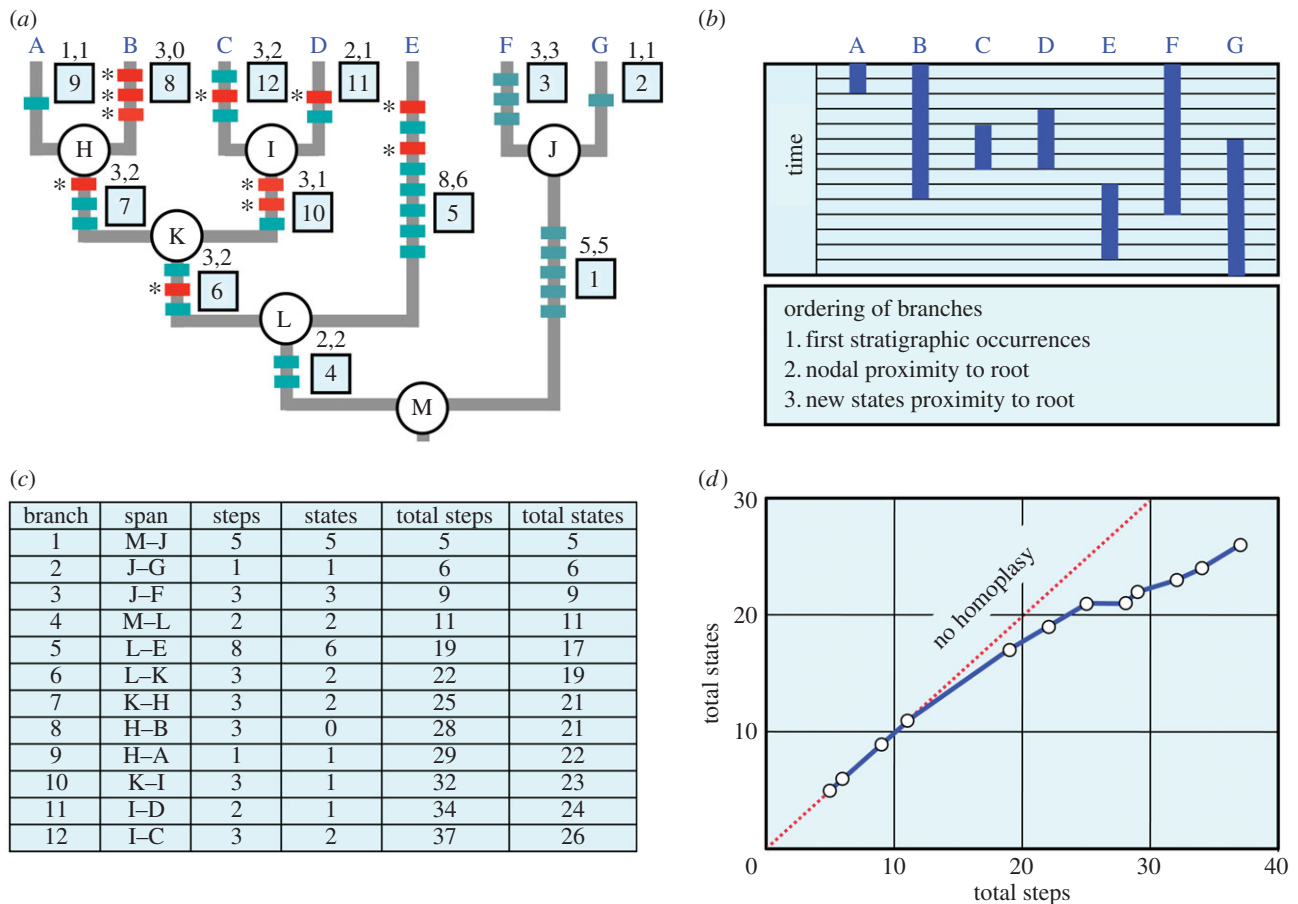 (a)
A 1,1 B 3,0 C 3,2 D 2,1 E F 3,3 G 1,1
9 8 12 11 3 2
* * * * * *
H I J
* 3,2 * 3,1 * 8,6
7 * 10 5
K
3,2 5,5
* 6 1
L
2,2
4
M
(b)
A B C D E F G
time
ordering of branches
1. first stratigraphic occurrences
2. nodal proximity to root
3. new states proximity to root
(c)
branch span steps states total steps total states
1 M–J 5 5 5 5
2 J–G 1 1 6 6
3 J–F 3 3 9 9
4 M–L 2 2 11 11
5 L–E 8 6 19 17
6 L–K 3 2 22 19
7 K–H 3 2 25 21
8 H–B 3 0 28 21
9 H–A 1 1 29 22
10 K–I 3 1 32 23
11 I–D 2 1 34 24
12 I–C 3 2 37 26
(d)
30
20
10
total states
no homoplasy
0 10 20 30 40
total steps